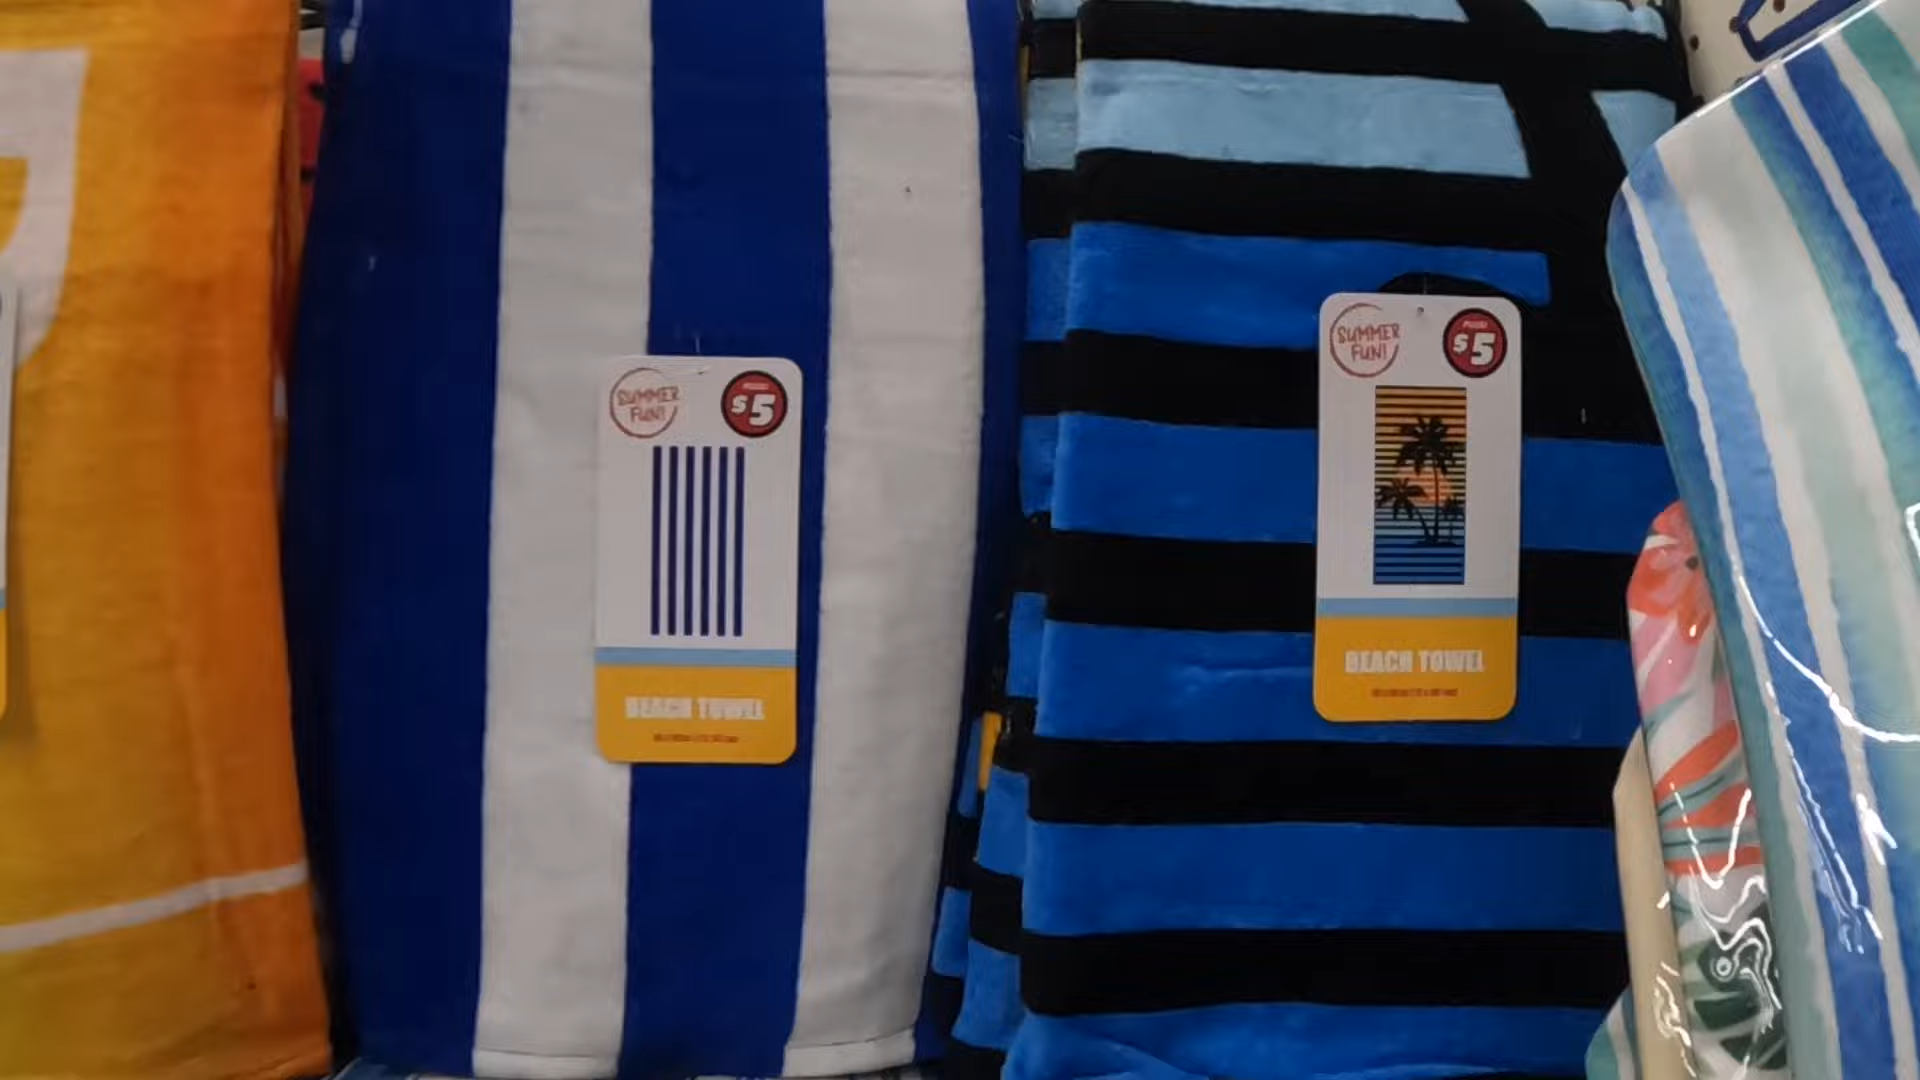 SUMMER
FUN!
$5
BEACH TOWEL
SUMMER
FUN!
$5
BEACH TOWEL